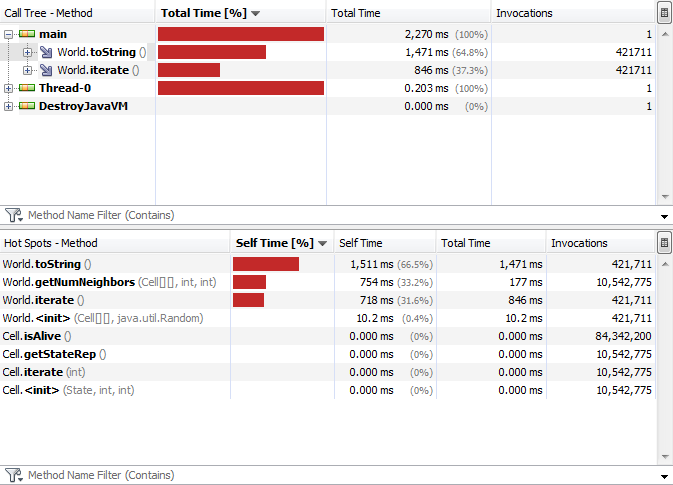 Call Tree - Method Total Time [%] Total Time Invocations
main 2,270 ms (100%) 1
World.toString () 1,471 ms (64.8%) 421711
World.iterate () 846 ms (37.3%) 421711
Thread-0 0.203 ms (100%) 1
DestroyJavaVM 0.000 ms (0%) 1
Method Name Filter (Contains)
Hot Spots - Method Self Time [%] Self Time Total Time Invocations
World.toString () 1,511 ms (66.5%) 1,471 ms 421,711
World.getNumNeighbors (Cell[][], int, int) 754 ms (33.2%) 177 ms 10,542,775
World.iterate () 718 ms (31.6%) 846 ms 421,711
World.<init> (Cell[][], java.util.Random) 10.2 ms (0.4%) 10.2 ms 421,711
Cell.isAlive () 0.000 ms (0%) 0.000 ms 84,342,200
Cell.getStateRep () 0.000 ms (0%) 0.000 ms 10,542,775
Cell.iterate (int) 0.000 ms (0%) 0.000 ms 10,542,775
Cell.<init> (State, int, int) 0.000 ms (0%) 0.000 ms 10,542,775
Method Name Filter (Contains)